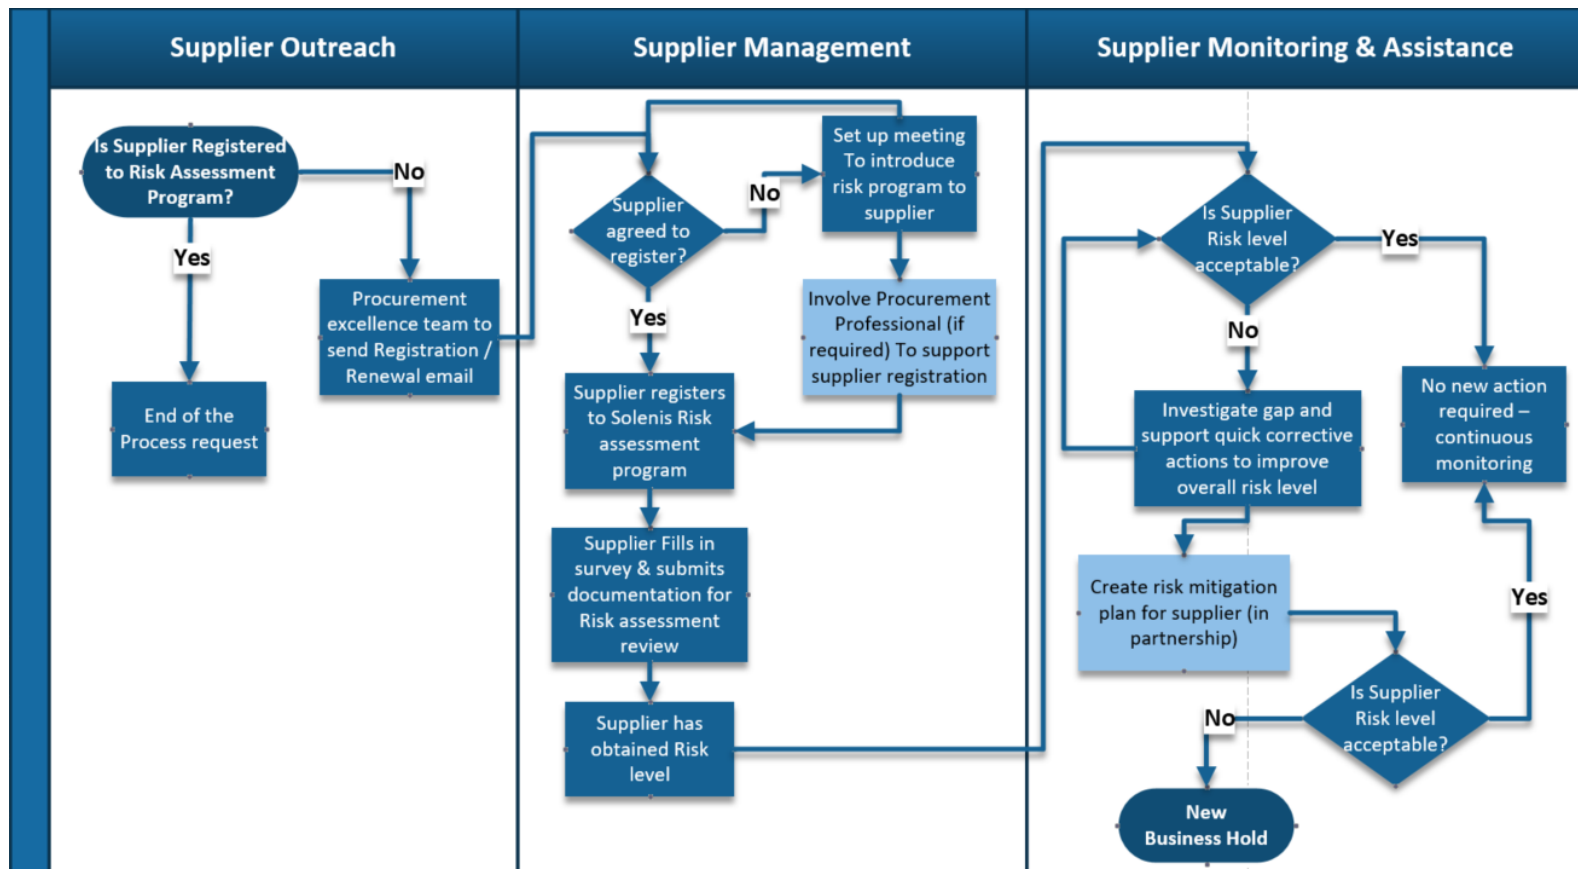 Supplier Outreach
Supplier Management
Supplier Monitoring & Assistance
Is Supplier Registered
to Risk Assessment
Program?
No
Yes
Procurement
excellence team to
send Registration /
Renewal email
End of the
Process request
Supplier
agreed to
register?
No
Set up meeting
To introduce
risk program to
supplier
Yes
Involve Procurement
Professional (if
required) To support
supplier registration
Supplier registers
to Solenis Risk
assessment
program
Supplier Fills in
survey & submits
documentation for
Risk assessment
review
Supplier has
obtained Risk
level
Is Supplier
Risk level
acceptable?
Yes
No
Investigate gap and
support quick corrective
actions to improve
overall risk level
No new action
required –
continuous
monitoring
Create risk mitigation
plan for supplier (in
partnership)
Yes
Is Supplier
Risk level
acceptable?
No
New
Business Hold